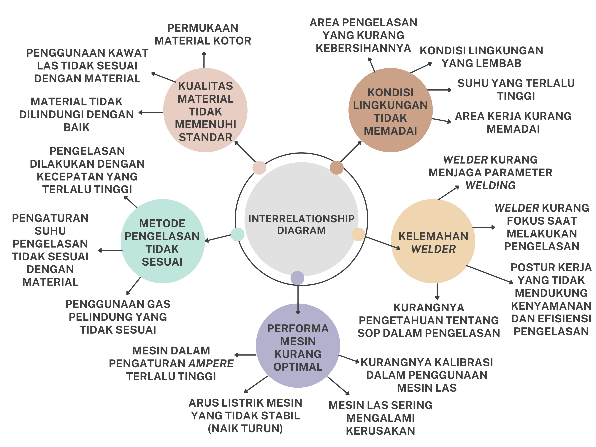 PERMUKAAN
MATERIAL KOTOR
PENGGUNAAN KAWAT
LAS TIDAK SESUAI
DENGAN MATERIAL
MATERIAL TIDAK
DILINDUNGI DENGAN
BAIK
KUALITAS
MATERIAL
TIDAK
MEMENUHI
STANDAR
AREA PENGELASAN
YANG KURANG
KEBERSIHANNYA
KONDISI LINGKUNGAN
YANG LEMBAB
SUHU YANG TERLALU
TINGGI
AREA KERJA KURANG
MEMADAI
KONDISI
LINGKUNGAN
TIDAK
MEMADAI
PENGELASAN
DILAKUKAN DENGAN
KECEPATAN YANG
TERLALU TINGGI
PENGATURAN
SUHU
PENGELASAN
TIDAK SESUAI
DENGAN
MATERIAL
PENGGUNAAN GAS
PELINDUNG YANG
TIDAK SESUAI
METODE
PENGELASAN
TIDAK
SESUAI
INTERRELATIONSHIP
DIAGRAM
WELDER KURANG
MENJAGA PARAMETER
WELDING
WELDER KURANG
FOKUS SAAT
MELAKUKAN
PENGELASAN
POSTUR KERJA
YANG TIDAK
MENDUKUNG
KENYAMANAN
DAN EFISIENSI
PENGELASAN
KURANGNYA
PENGETAHUAN TENTANG
SOP DALAM PENGELASAN
KELEMAHAN
WELDER
PERFORMA
MESIN
KURANG
OPTIMAL
MESIN DALAM
PENGATURAN AMPERE
TERLALU TINGGI
ARUS LISTRIK MESIN
YANG TIDAK STABIL
(NAIK TURUN)
MESIN LAS SERING
MENGALAMI
KERUSAKAN
KURANGNYA KALIBRASI
DALAM PENGGUNAAN
MESIN LAS